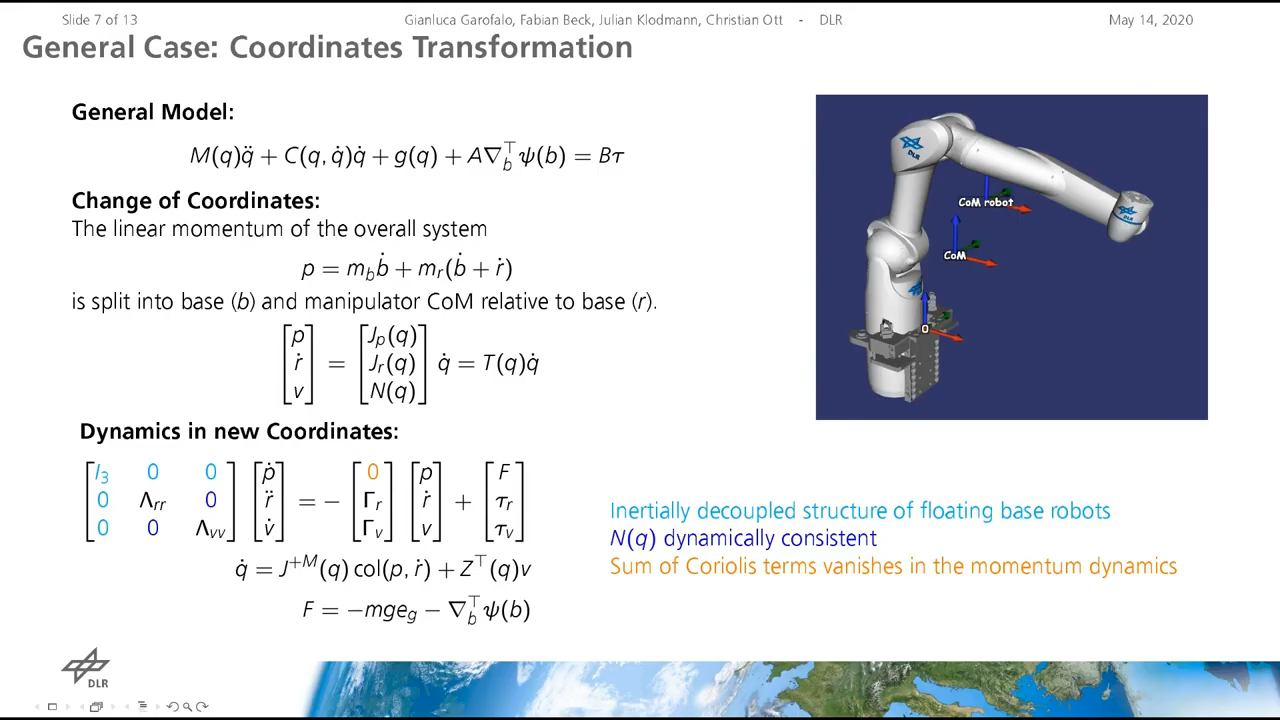 Slide 7 of 13 Gianluca Garofalo, Fabian Beck, Julian Klodmann, Christian Ott - DLR May 14, 2020
General Case: Coordinates Transformation
General Model:
M(q)q̈ + C(q, q̇)q̇ + g(q) + A∇_b^⊤ψ(b) = Bτ
Change of Coordinates:
The linear momentum of the overall system
p = m_b ḃ + m_r(ḃ + ṙ)
is split into base (b) and manipulator CoM relative to base (r).
[p; ṙ; v] = [J_p(q); J_r(q); N(q)] q̇ = T(q)q̇
Dynamics in new Coordinates:
[I_3 0 0; 0 Λ_rr 0; 0 0 Λ_vv] [ṗ; r̈; v̇] = − [0; Γ_r; Γ_v] [p; ṙ; v] + [F; τ_r; τ_v]
q̇ = J^{+M}(q) col(p, ṙ) + Z^⊤(q)v
F = −mge_g − ∇_b^⊤ψ(b)
Inertially decoupled structure of floating base robots
N(q) dynamically consistent
Sum of Coriolis terms vanishes in the momentum dynamics
DLR
DLR
CoM robot
CoM
0
DLR
DLR